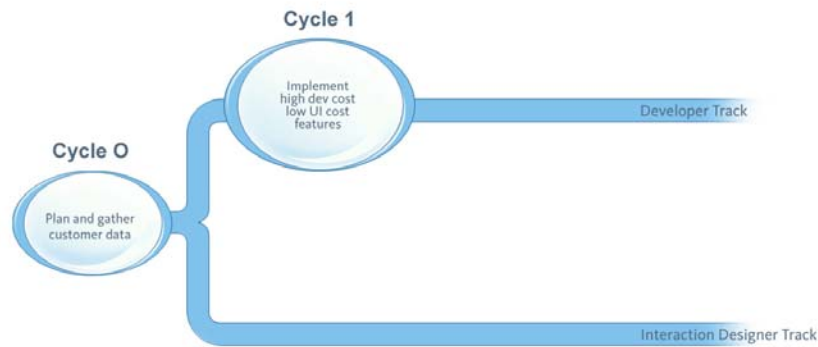 Cycle 1
Implement
high dev cost
low UI cost
features
Developer Track
Cycle O
Plan and gather
customer data
Interaction Designer Track